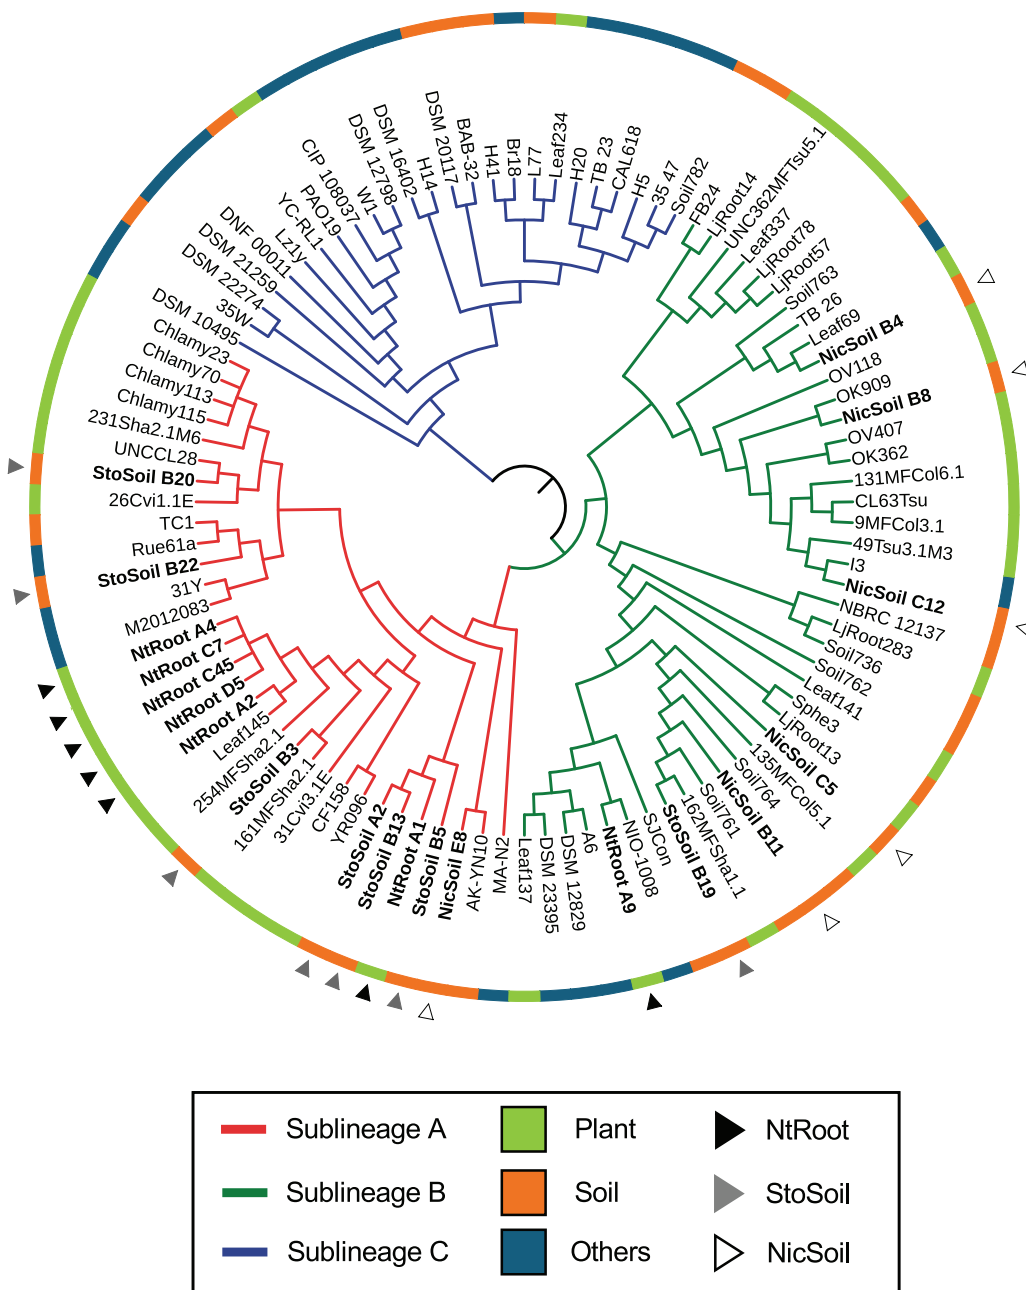 DSM 10495
35W
DSM 22274
DSM 21259
DNF 00011
Lz1y
YC-RL1
PAO19
CIP 108037
W1
DSM 12798
DSM 16402
H14
DSM 20117
BAB-32
H41
Br18
L77
Leaf234
H20
TB 23
CAL618
H5
35 47
Soil782
FB24
LjRoot14
UNC362MFTsu5.1
Leaf337
LjRoot78
LjRoot57
Soil763
TB 26
Leaf69
NicSoil B4
OV118
OK909
NicSoil B8
OV407
OK362
131MFCol6.1
CL63Tsu
9MFCol3.1
49Tsu3.1M3
I3
NicSoil C12
NBRC 12137
LjRoot283
Soil736
Soil762
Leaf141
Sphe3
LjRoot13
NicSoil C5
135MFCol5.1
Soil764
NicSoil B11
Soil761
162MFSha1.1
StoSoil B19
SJCon
NIO-1008
NtRoot A9
A6
DSM 12829
DSM 23395
Leaf137
MA-N2
AK-YN10
NicSoil E8
StoSoil B5
NtRoot A1
StoSoil B13
StoSoil A2
YR096
CF158
31Cvi3.1E
161MFSha2.1
StoSoil B3
254MFSha2.1
Leaf145
NtRoot A2
NtRoot D5
NtRoot C45
NtRoot C7
NtRoot A4
M2012083
31Y
StoSoil B22
Rue61a
TC1
26Cvi1.1E
StoSoil B20
UNCCL28
231Sha2.1M6
Chlamy115
Chlamy113
Chlamy70
Chlamy23
Sublineage A Plant NtRoot
Sublineage B Soil StoSoil
Sublineage C Others NicSoil